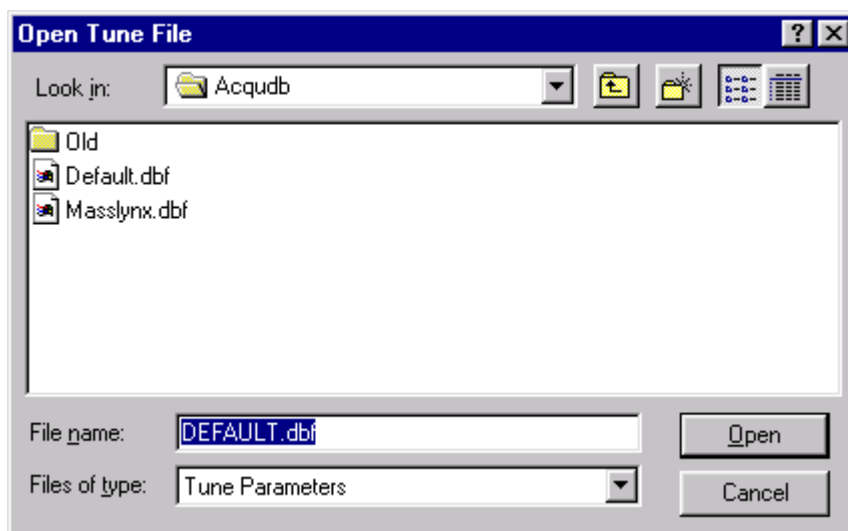 Open Tune File
Look in: Acqudb
Old
Default.dbf
Masslynx.dbf
File name: DEFAULT.dbf Open
Files of type: Tune Parameters Cancel